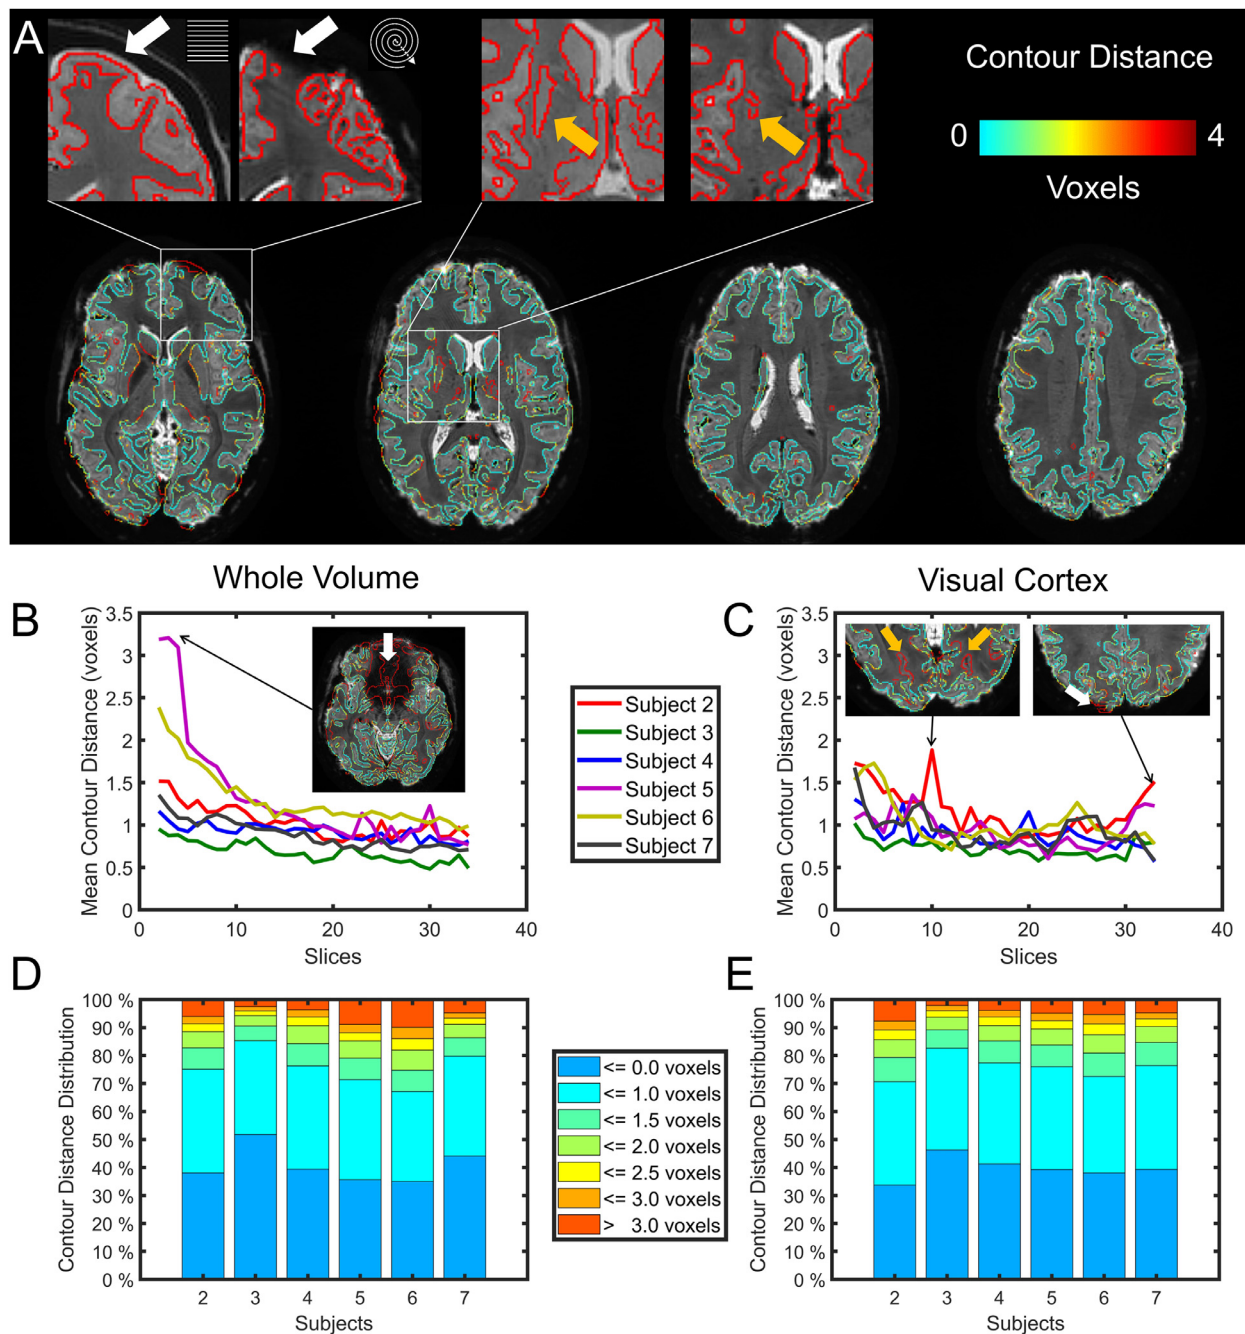 A
Contour Distance
0
4
Voxels
Whole Volume
Visual Cortex
B
Mean Contour Distance (voxels)
3.5
3
2.5
2
1.5
1
0.5
0
0
10
20
30
40
Slices
Subject 2
Subject 3
Subject 4
Subject 5
Subject 6
Subject 7
C
Mean Contour Distance (voxels)
3.5
3
2.5
2
1.5
1
0.5
0
0
10
20
30
40
Slices
D
Contour Distance Distribution
100 %
90 %
80 %
70 %
60 %
50 %
40 %
30 %
20 %
10 %
0 %
2
3
4
5
6
7
Subjects
<= 0.0 voxels
<= 1.0 voxels
<= 1.5 voxels
<= 2.0 voxels
<= 2.5 voxels
<= 3.0 voxels
> 3.0 voxels
E
Contour Distance Distribution
100 %
90 %
80 %
70 %
60 %
50 %
40 %
30 %
20 %
10 %
0 %
2
3
4
5
6
7
Subjects